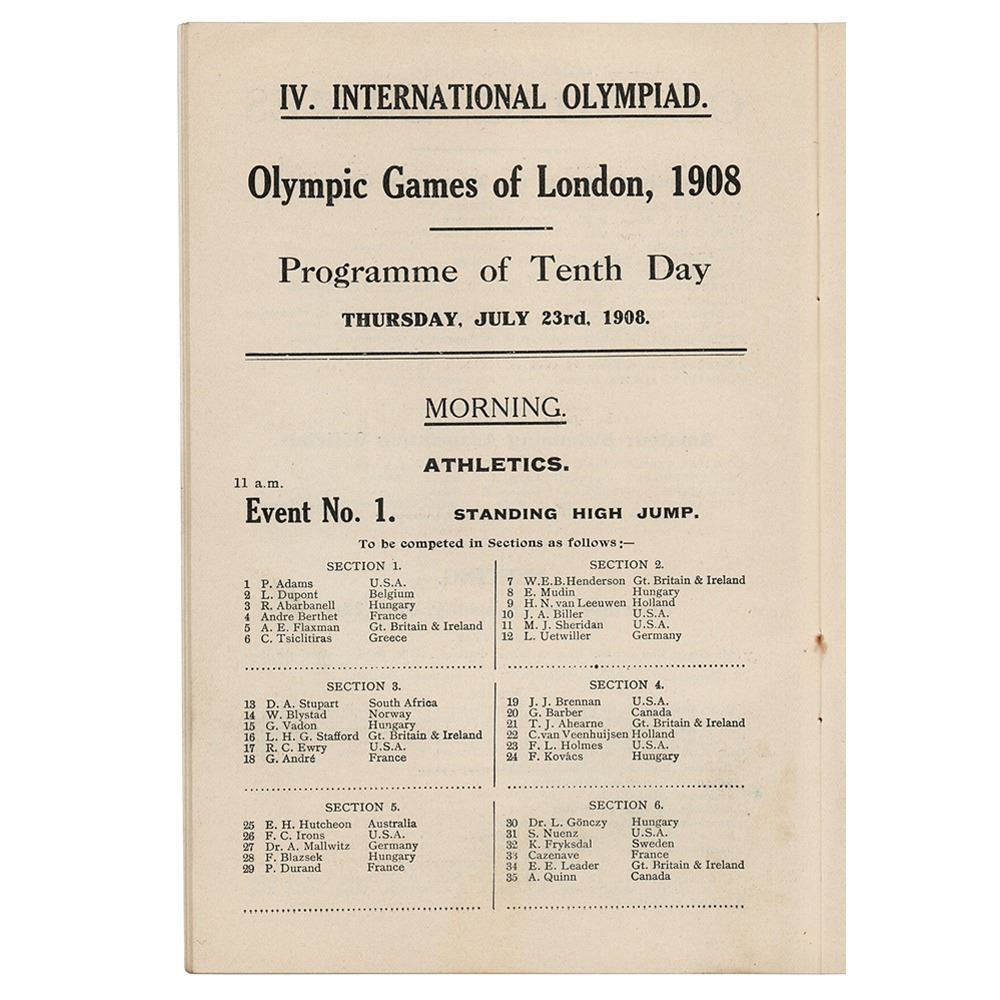 IV. INTERNATIONAL OLYMPIAD.
Olympic Games of London, 1908
Programme of Tenth Day
THURSDAY, JULY 23rd, 1908.
MORNING.
ATHLETICS.
11 a.m.
Event No. 1. STANDING HIGH JUMP.
To be competed in Sections as follows:—
SECTION 1.
1 P. Adams U.S.A.
2 L. Dupont Belgium
3 R. Abarbanell Hungary
4 Andre Berthet France
5 A. E. Flaxman Gt. Britain & Ireland
6 C. Tsiclitiras Greece
SECTION 2.
7 W.E.B.Henderson Gt. Britain & Ireland
8 E. Mudin Hungary
9 H. N. van Leeuwen Holland
10 J. A. Biller U.S.A.
11 M. J. Sheridan U.S.A.
12 L. Uetwiller Germany
SECTION 3.
13 D. A. Stupart South Africa
14 W. Blystad Norway
15 G. Vadon Hungary
16 L. H. G. Stafford Gt. Britain & Ireland
17 R. C. Ewry U.S.A.
18 G. André France
SECTION 4.
19 J. J. Brennan U.S.A.
20 G. Barber Canada
21 T. J. Ahearne Gt. Britain & Ireland
22 C.van Veenhuijsen Holland
23 F. L. Holmes U.S.A.
24 F. Kovács Hungary
SECTION 5.
25 E. H. Hutcheon Australia
26 F. C. Irons U.S.A.
27 Dr. A. Mallwitz Germany
28 F. Blazsek Hungary
29 P. Durand France
SECTION 6.
30 Dr. L. Gönczy Hungary
31 S. Nuenz U.S.A.
32 K. Fryksdal Sweden
33 Cazenave France
34 E. E. Leader Gt. Britain & Ireland
35 A. Quinn Canada